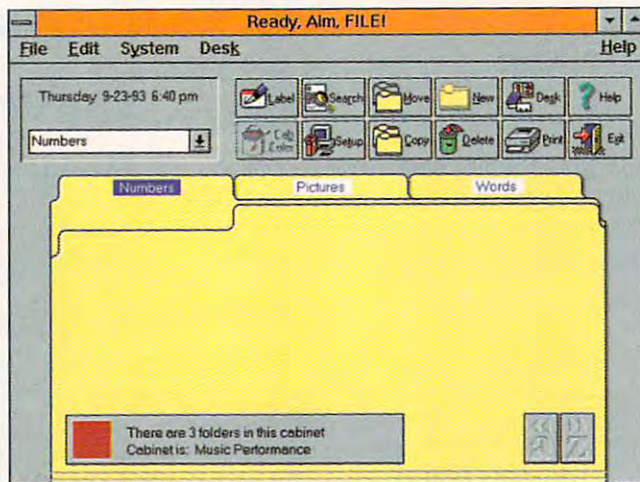 Ready, Aim, FILE!
File Edit System Desk Help
Thursday 9-23-93 6:40 pm
Label Search Move New Desk Help
Numbers
Cab Color Setup Copy Delete Print Exit
Numbers Pictures Words
There are 3 folders in this cabinet
Cabinet is: Music Performance
A Z